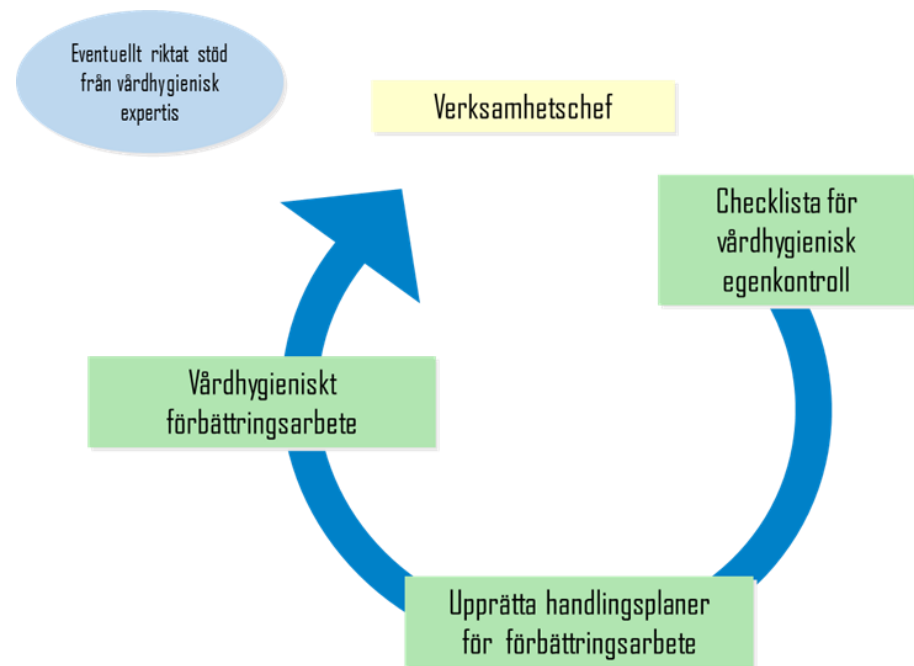 Eventuellt riktat stöd
från vårdhygienisk
expertis
Verksamhetschef
Checklista för
vårdhygienisk
egenkontroll
Vårdhygieniskt
förbättringsarbete
Upprätta handlingsplaner
för förbättringsarbete